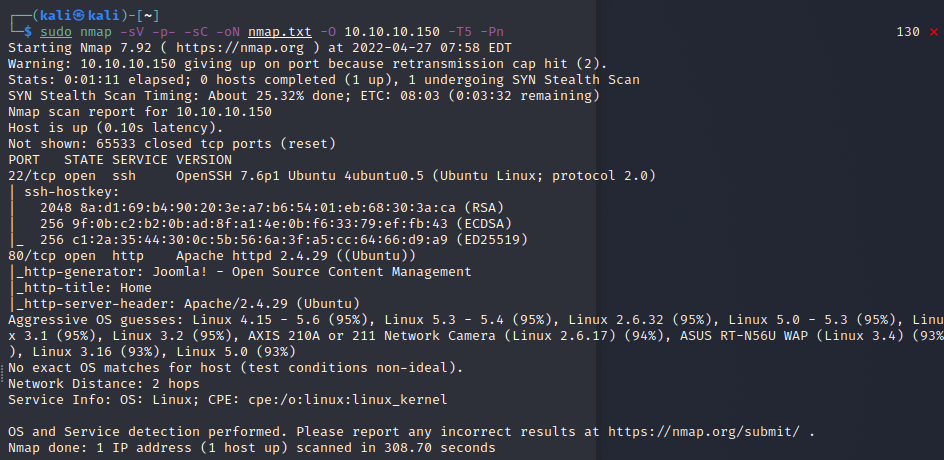 ┌──(kali㉿kali)-[~]
└─$ sudo nmap -sV -p- -sC -oN nmap.txt -O 10.10.10.150 -T5 -Pn 130 ⨯
Starting Nmap 7.92 ( https://nmap.org ) at 2022-04-27 07:58 EDT
Warning: 10.10.10.150 giving up on port because retransmission cap hit (2).
Stats: 0:01:11 elapsed; 0 hosts completed (1 up), 1 undergoing SYN Stealth Scan
SYN Stealth Scan Timing: About 25.32% done; ETC: 08:03 (0:03:32 remaining)
Nmap scan report for 10.10.10.150
Host is up (0.10s latency).
Not shown: 65533 closed tcp ports (reset)
PORT   STATE SERVICE VERSION
22/tcp open  ssh     OpenSSH 7.6p1 Ubuntu 4ubuntu0.5 (Ubuntu Linux; protocol 2.0)
| ssh-hostkey:
|   2048 8a:d1:69:b4:90:20:3e:a7:b6:54:01:eb:68:30:3a:ca (RSA)
|   256 9f:0b:c2:b2:0b:ad:8f:a1:4e:0b:f6:33:79:ef:fb:43 (ECDSA)
|_  256 c1:2a:35:44:30:0c:5b:56:6a:3f:a5:cc:64:66:d9:a9 (ED25519)
80/tcp open  http    Apache httpd 2.4.29 ((Ubuntu))
|_http-generator: Joomla! - Open Source Content Management
|_http-title: Home
|_http-server-header: Apache/2.4.29 (Ubuntu)
Aggressive OS guesses: Linux 4.15 - 5.6 (95%), Linux 5.3 - 5.4 (95%), Linux 2.6.32 (95%), Linux 5.0 - 5.3 (95%), Linu
x 3.1 (95%), Linux 3.2 (95%), AXIS 210A or 211 Network Camera (Linux 2.6.17) (94%), ASUS RT-N56U WAP (Linux 3.4) (93%
), Linux 3.16 (93%), Linux 5.0 (93%)
No exact OS matches for host (test conditions non-ideal).
Network Distance: 2 hops
Service Info: OS: Linux; CPE: cpe:/o:linux:linux_kernel
OS and Service detection performed. Please report any incorrect results at https://nmap.org/submit/ .
Nmap done: 1 IP address (1 host up) scanned in 308.70 seconds